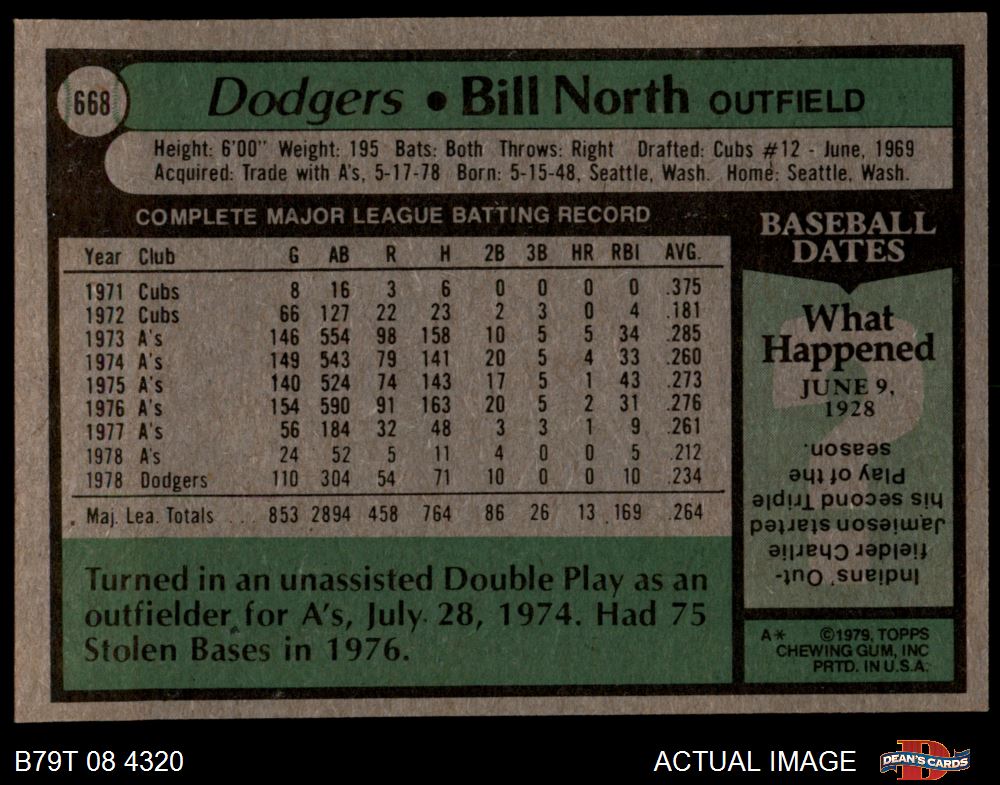 668
Dodgers • Bill North OUTFIELD
Height: 6'00" Weight: 195 Bats: Both Throws: Right Drafted: Cubs #12 - June, 1969
Acquired: Trade with A's, 5-17-78 Born: 5-15-48, Seattle, Wash. Home: Seattle, Wash.
COMPLETE MAJOR LEAGUE BATTING RECORD
Year Club G AB R H 2B 3B HR RBI AVG.
1971 Cubs 8 16 3 6 0 0 0 0 .375
1972 Cubs 66 127 22 23 2 3 0 4 .181
1973 A's 146 554 98 158 10 5 5 34 .285
1974 A's 149 543 79 141 20 5 4 33 .260
1975 A's 140 524 74 143 17 5 1 43 .273
1976 A's 154 590 91 163 20 5 2 31 .276
1977 A's 56 184 32 48 3 3 1 9 .261
1978 A's 24 52 5 11 4 0 0 5 .212
1978 Dodgers 110 304 54 71 10 0 0 10 .234
Maj. Lea. Totals ... 853 2894 458 764 86 26 13 169 .264
Turned in an unassisted Double Play as an
outfielder for A's, July 28, 1974. Had 75
Stolen Bases in 1976.
BASEBALL
DATES
What
Happened
JUNE 9,
1928
Indians' Out-
fielder Charlie
Jamieson started
his second Triple
Play of the
season.
A* ©1979, TOPPS
CHEWING GUM, INC
PRTD. IN U.S.A.
B79T 08 4320
ACTUAL IMAGE
D
DEAN'S CARDS